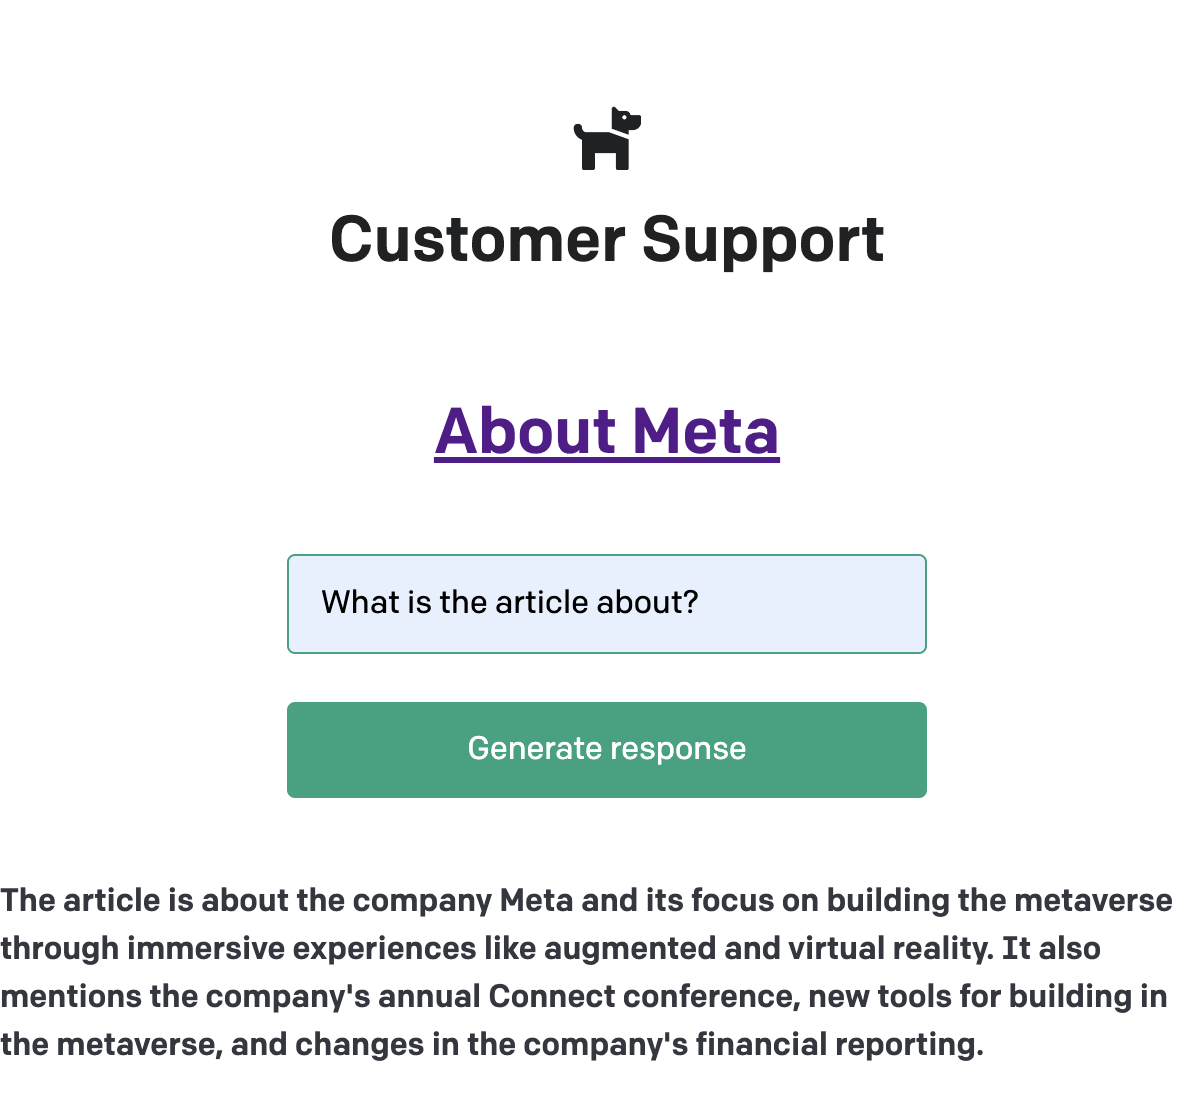 Customer Support
About Meta
What is the article about?
Generate response
The article is about the company Meta and its focus on building the metaverse
through immersive experiences like augmented and virtual reality. It also
mentions the company's annual Connect conference, new tools for building in
the metaverse, and changes in the company's financial reporting.